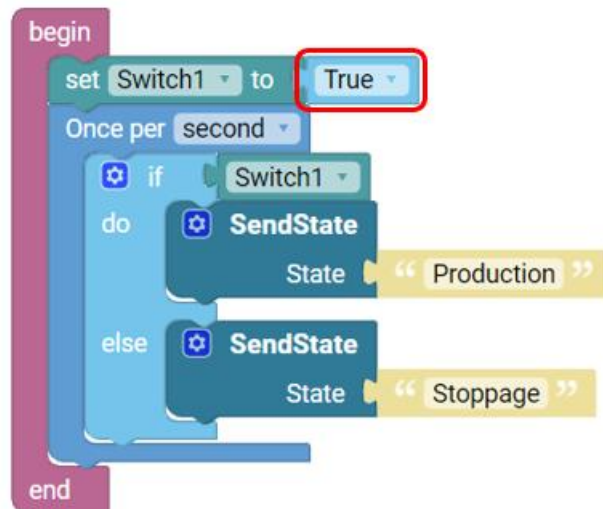 begin
set Switch1 to True
Once per second
if Switch1
do SendState
State “ Production ”
else SendState
State “ Stoppage ”
end